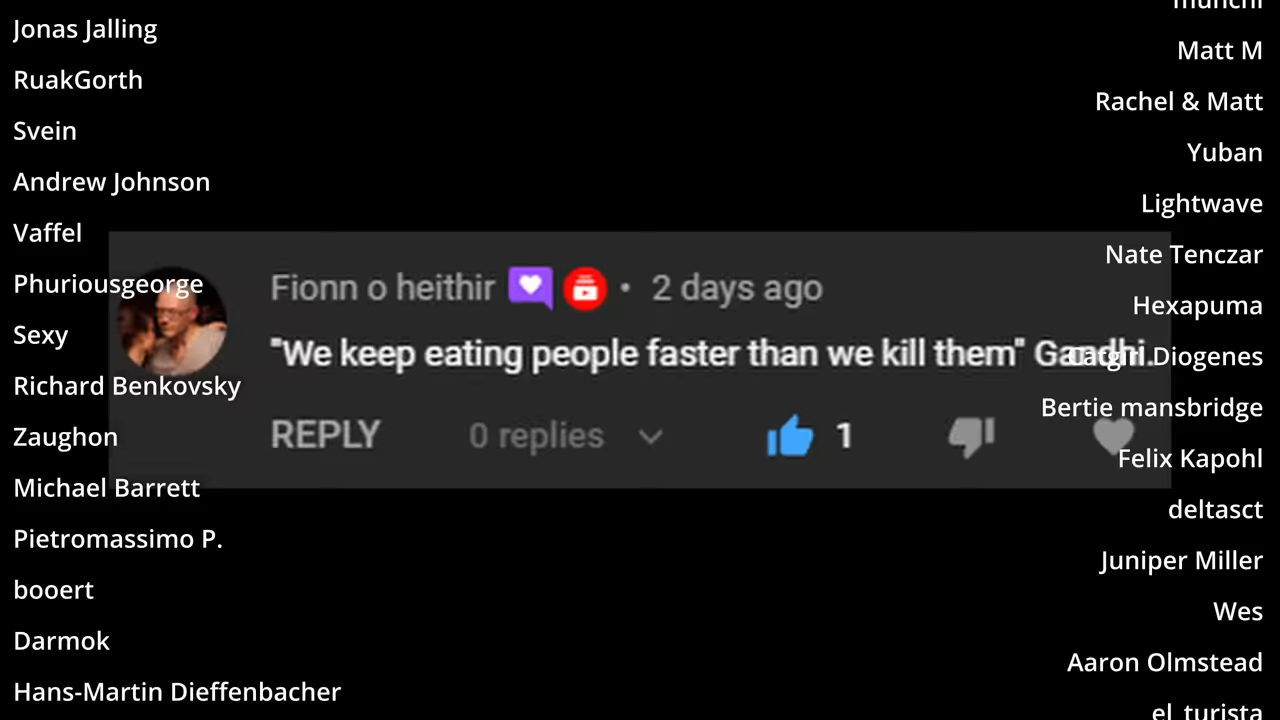 Jonas Jalling
RuakGorth
Svein
Andrew Johnson
Vaffel
Phuriousgeorge
Sexy
Richard Benkovsky
Zaughon
Michael Barrett
Pietromassimo P.
booert
Darmok
Hans-Martin Dieffenbacher
Fionn o heithir • 2 days ago
"We keep eating people faster than we kill them" Gandhi.
REPLY 0 replies 1
munchi
Matt M
Rachel & Matt
Yuban
Lightwave
Nate Tenczar
Hexapuma
Catgirl Diogenes
Bertie mansbridge
Felix Kapohl
deltasct
Juniper Miller
Wes
Aaron Olmstead
el_turista